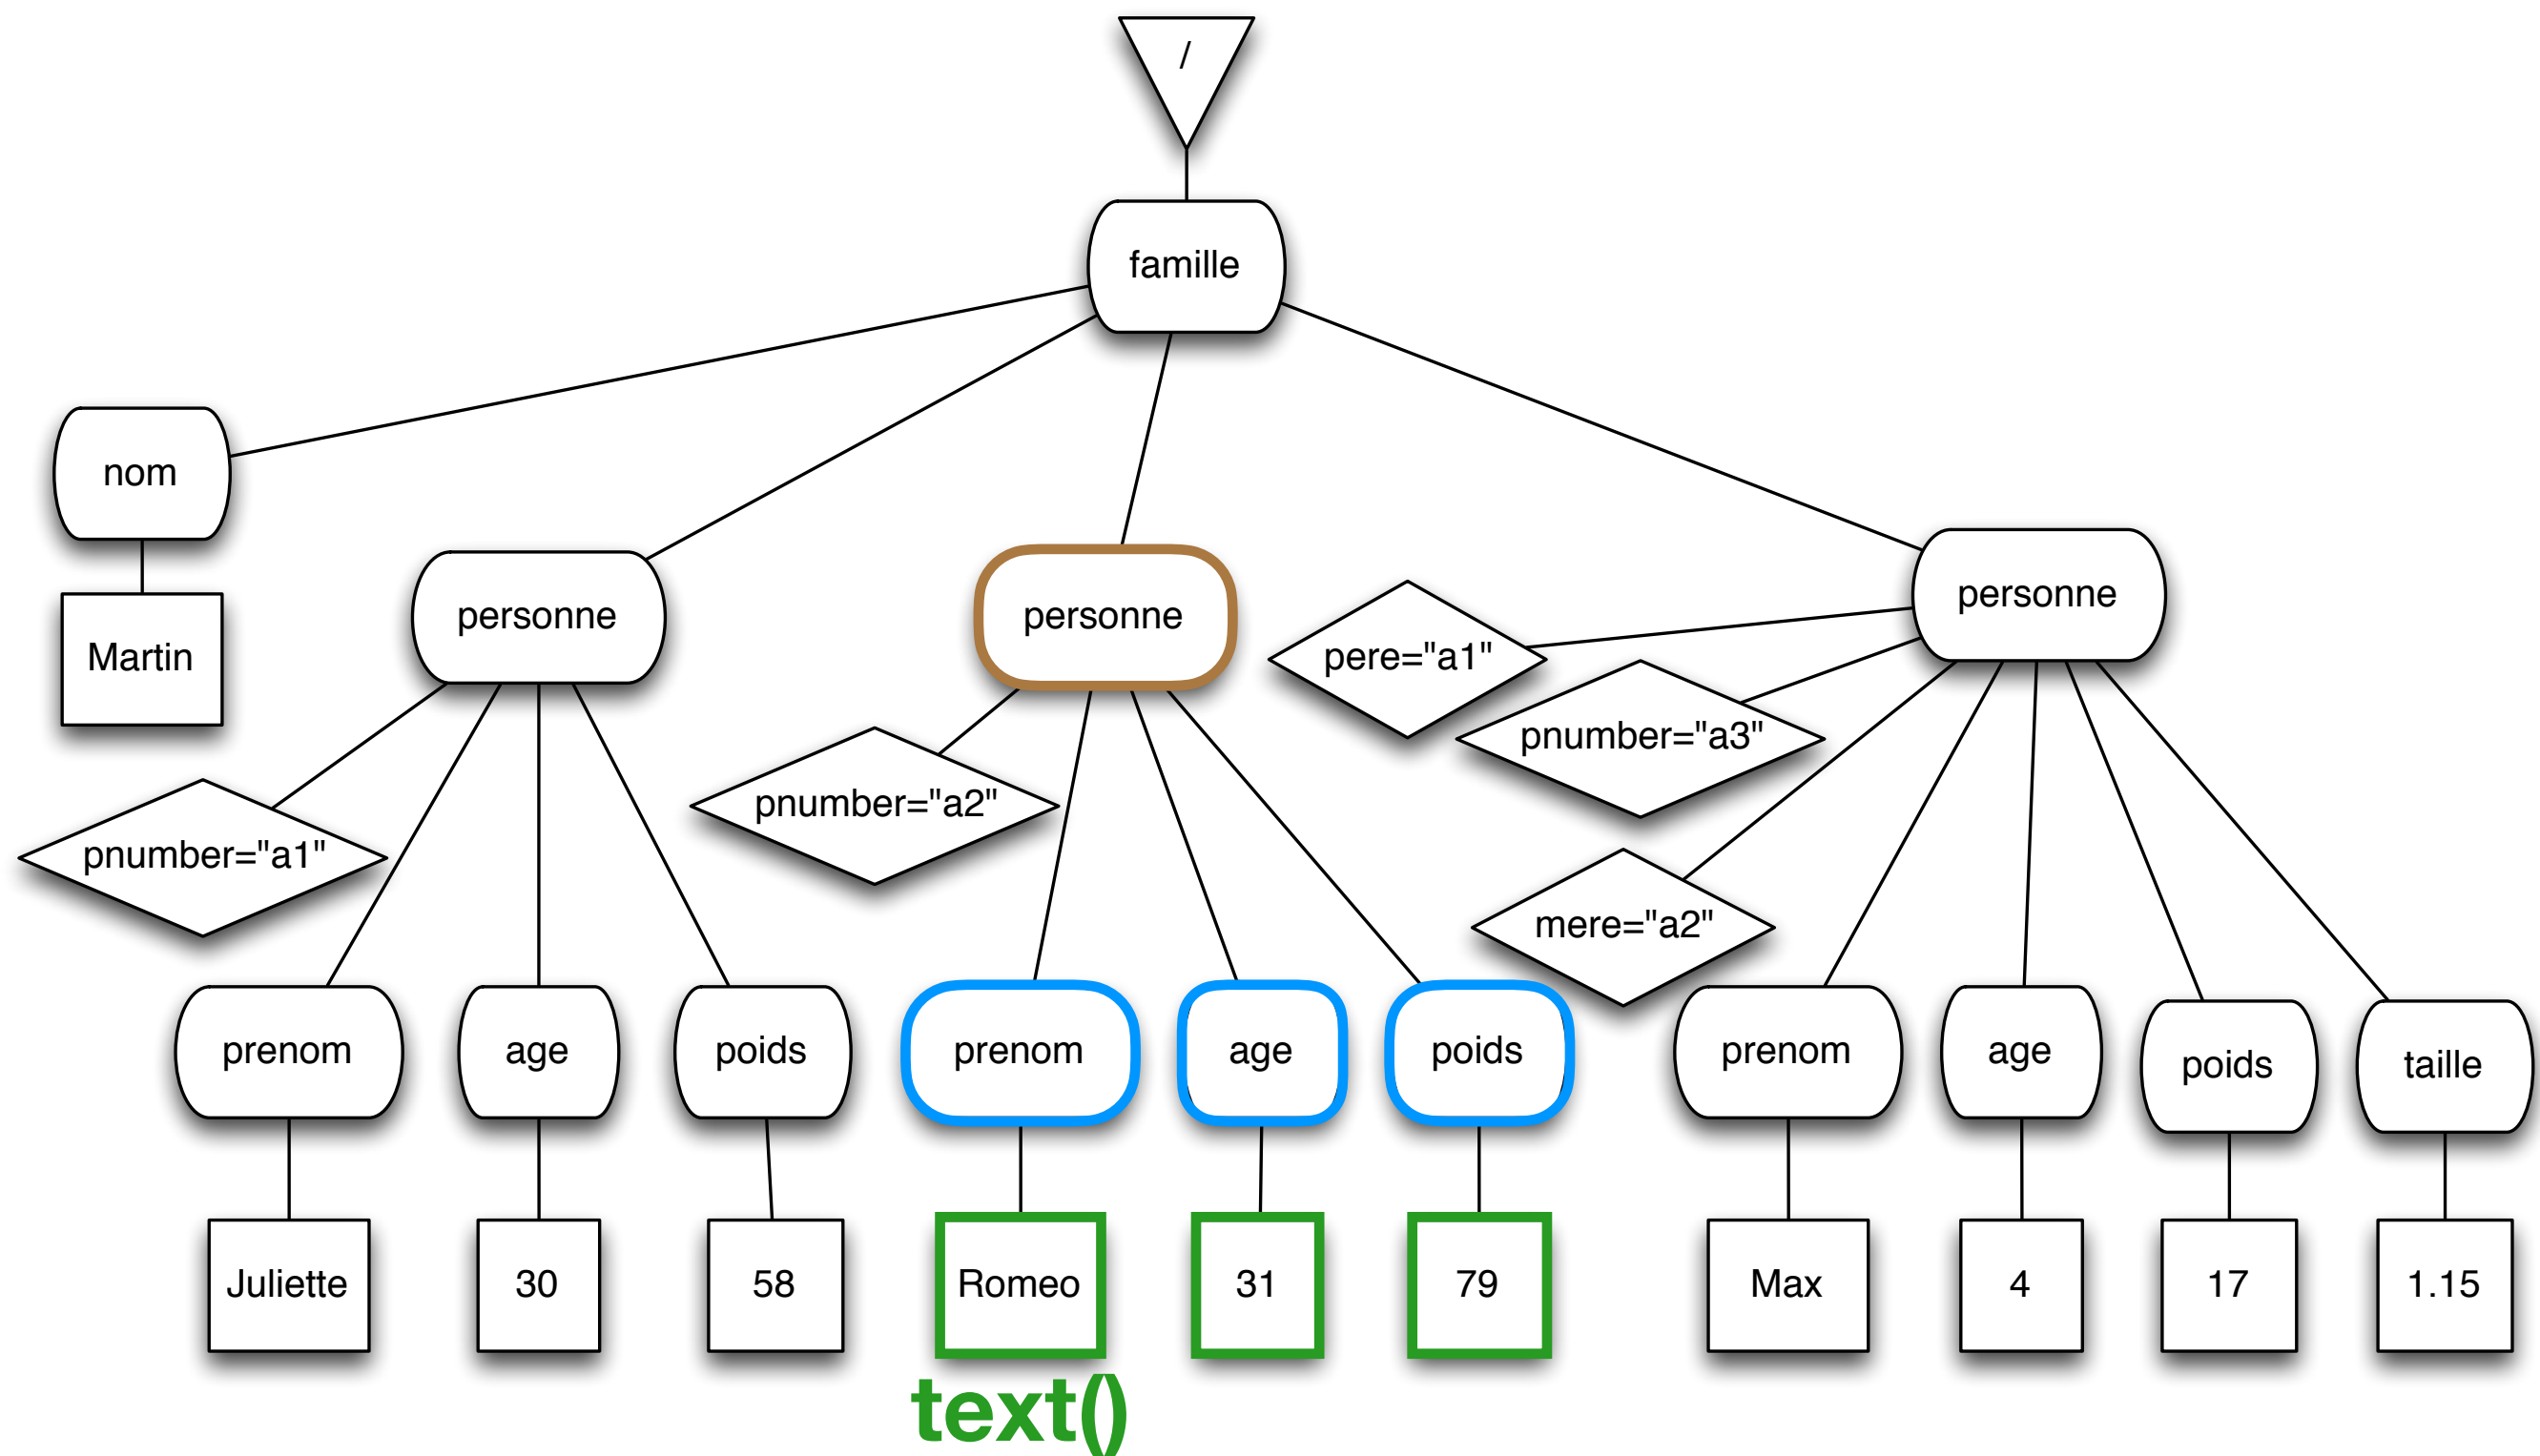 /
famille
nom
Martin
personne
personne
personne
pere="a1"
pnumber="a3"
pnumber="a2"
pnumber="a1"
mere="a2"
prenom
age
poids
prenom
age
poids
prenom
age
poids
taille
Juliette
30
58
Romeo
31
79
Max
4
17
1.15
text()